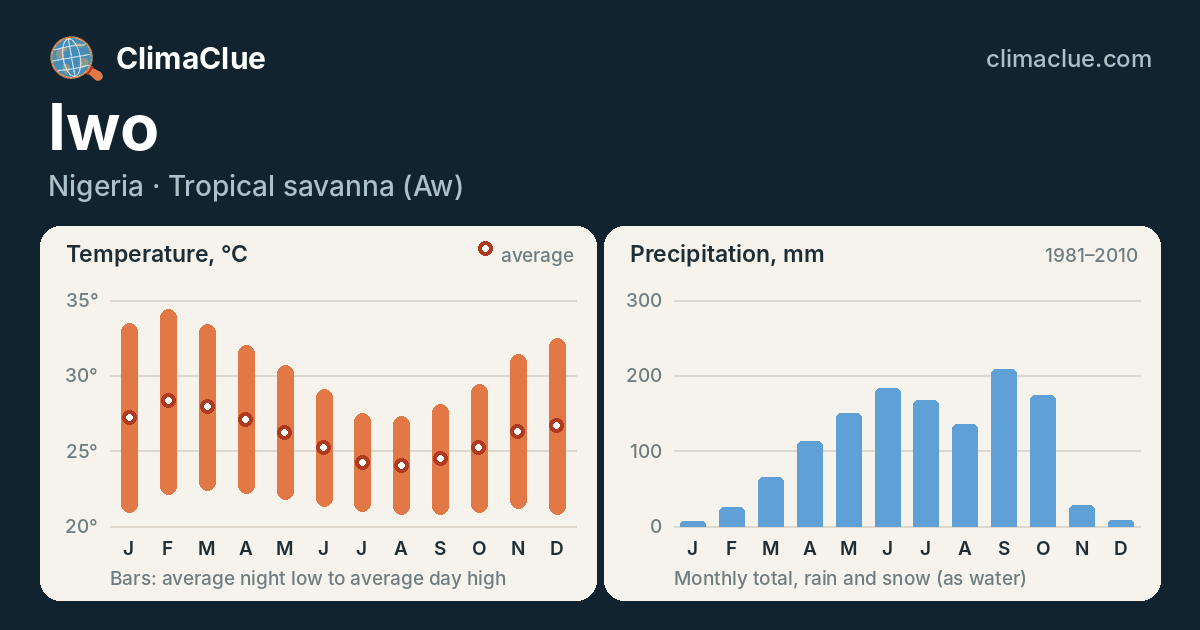 ClimaClue
climaclue.com
Iwo
Nigeria · Tropical savanna (Aw)
Temperature, °C
average
35°
30°
25°
20°
J F M A M J J A S O N D
Bars: average night low to average day high
Precipitation, mm
1981–2010
300
200
100
0
J F M A M J J A S O N D
Monthly total, rain and snow (as water)